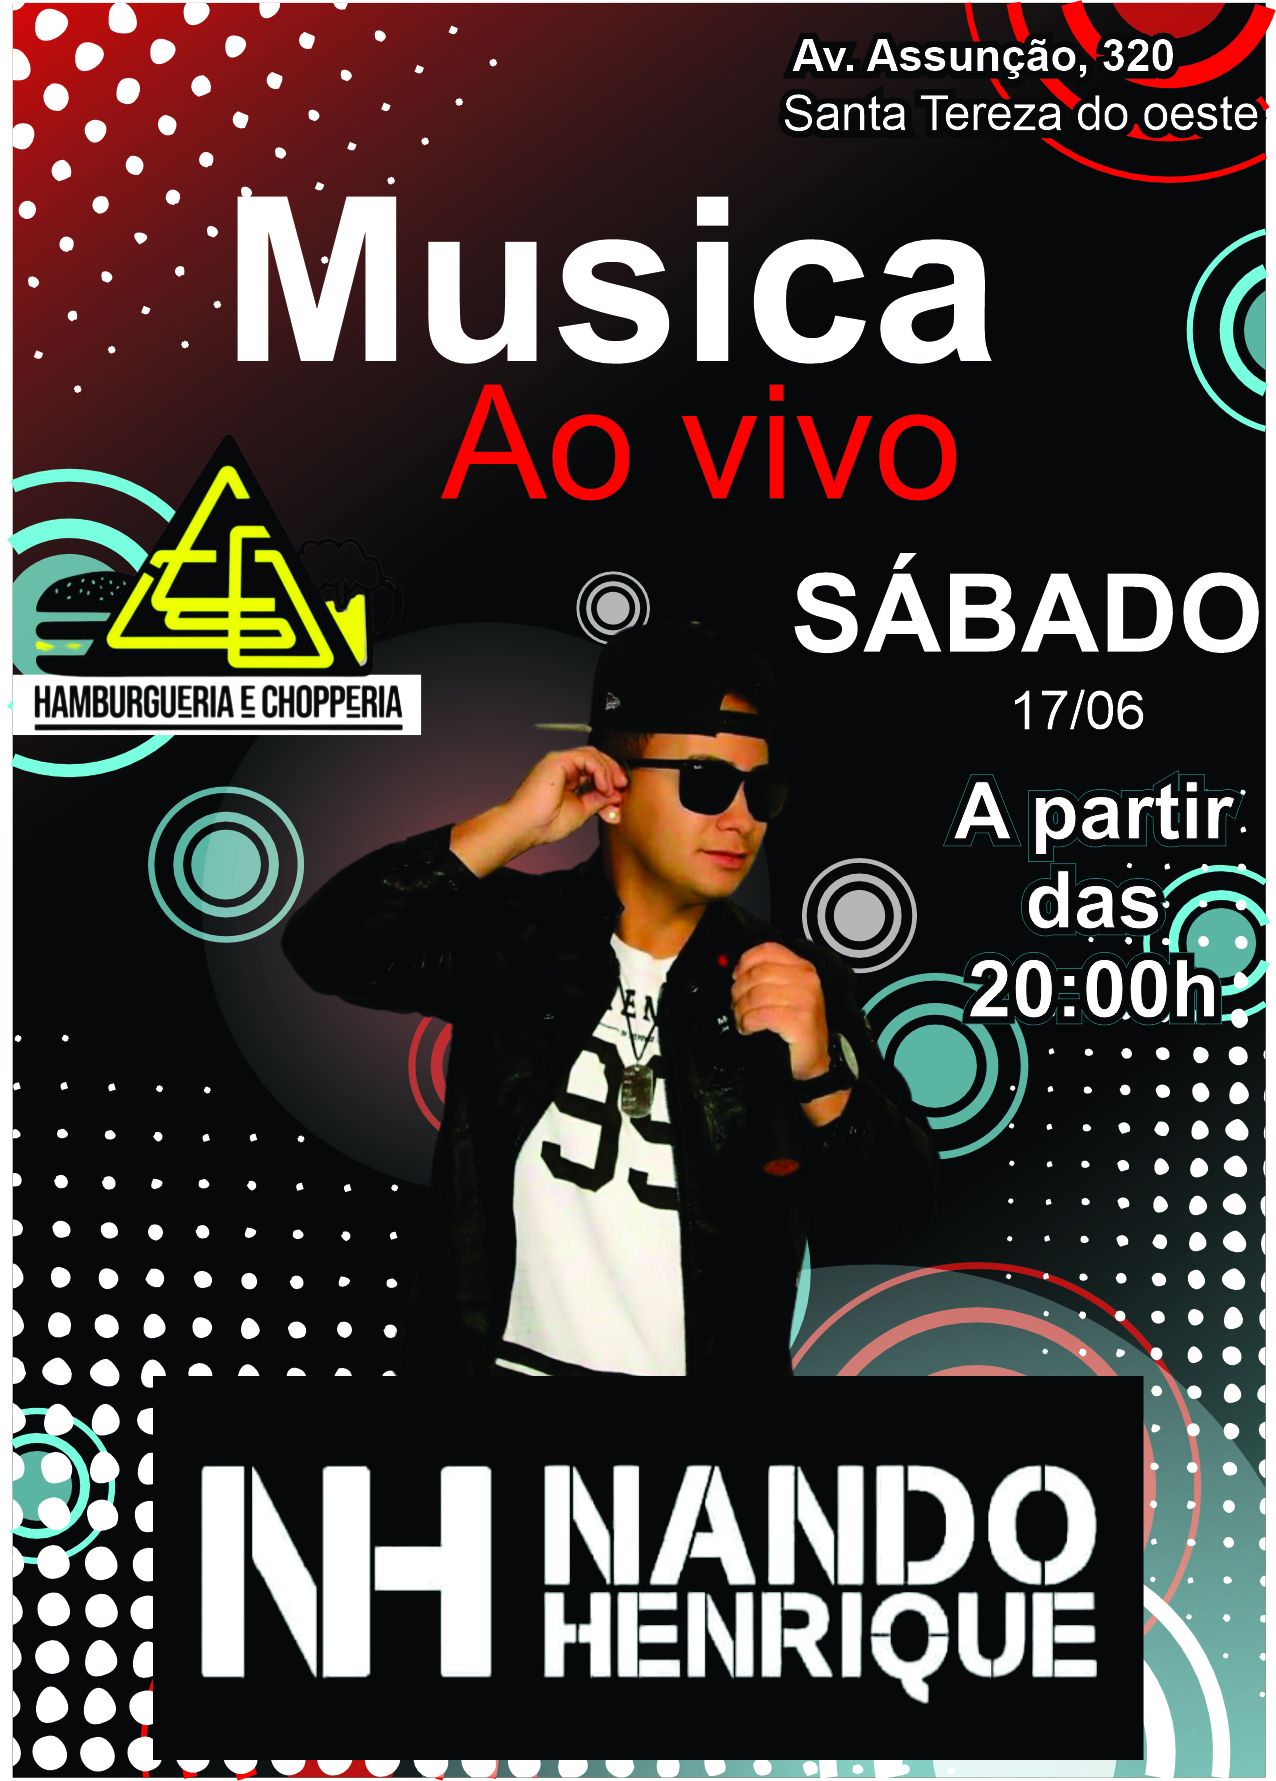 Av. Assunção, 320
Santa Tereza do oeste
Musica
Ao vivo
HAMBURGUERIA E CHOPPERIA
SÁBADO
17/06
A partir
das
20:00h
99
NH
NANDO
HENRIQUE